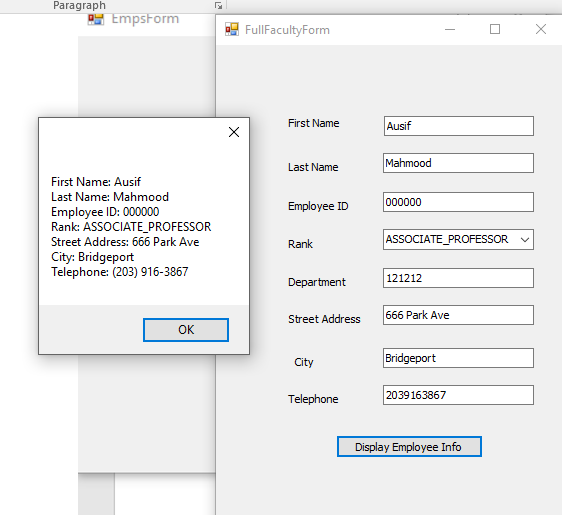 Paragraph
EmpsForm
FullFacultyForm
First Name: Ausif
Last Name: Mahmood
Employee ID: 000000
Rank: ASSOCIATE_PROFESSOR
Street Address: 666 Park Ave
City: Bridgeport
Telephone: (203) 916-3867
OK
First Name Ausif
Last Name Mahmood
Employee ID 000000
Rank ASSOCIATE_PROFESSOR
Department 121212
Street Address 666 Park Ave
City Bridgeport
Telephone 2039163867
Display Employee Info